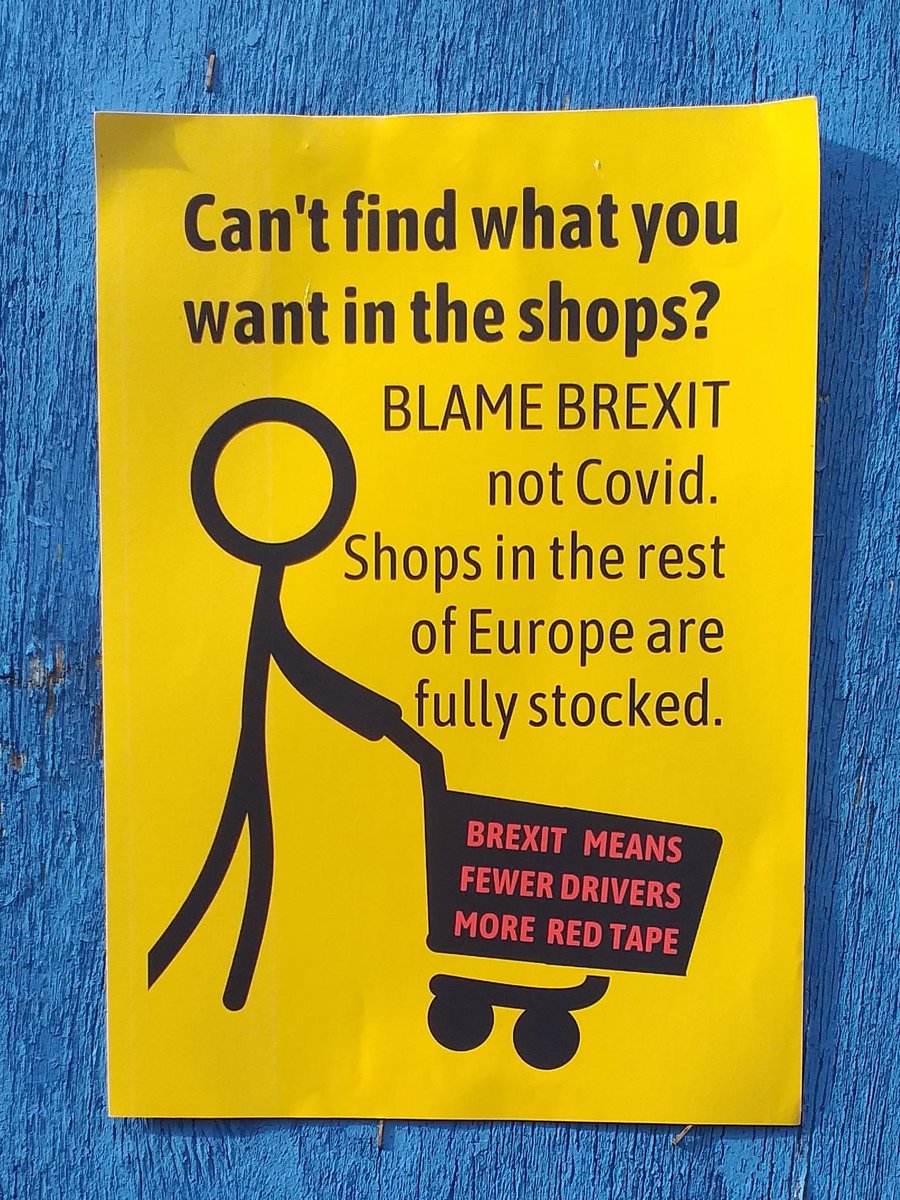 Can't find what you
want in the shops?
BLAME BREXIT
not Covid.
Shops in the rest
of Europe are
fully stocked.
BREXIT MEANS
FEWER DRIVERS
MORE RED TAPE